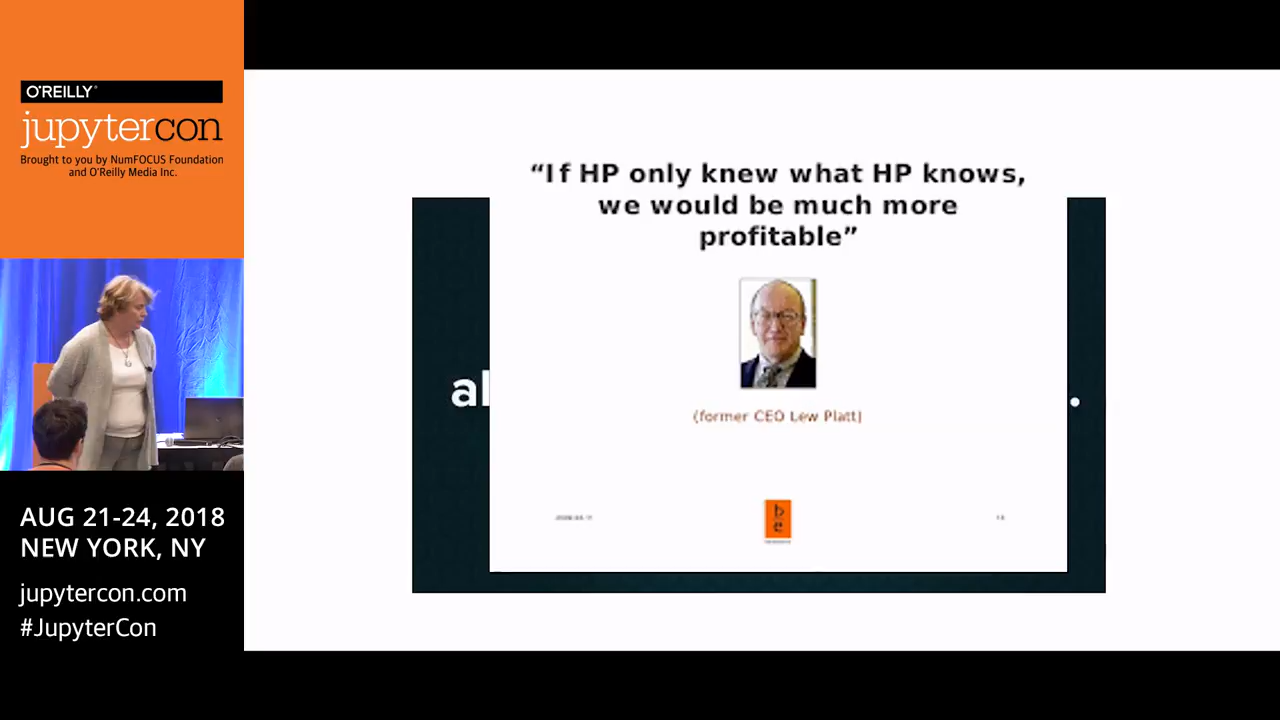 O'REILLY®
jupytercon
Brought to you by NumFOCUS Foundation
and O'Reilly Media Inc.
AUG 21-24, 2018
NEW YORK, NY
jupytercon.com
#JupyterCon
“If HP only knew what HP knows,
we would be much more
profitable”
al .
(former CEO Lew Platt)
be